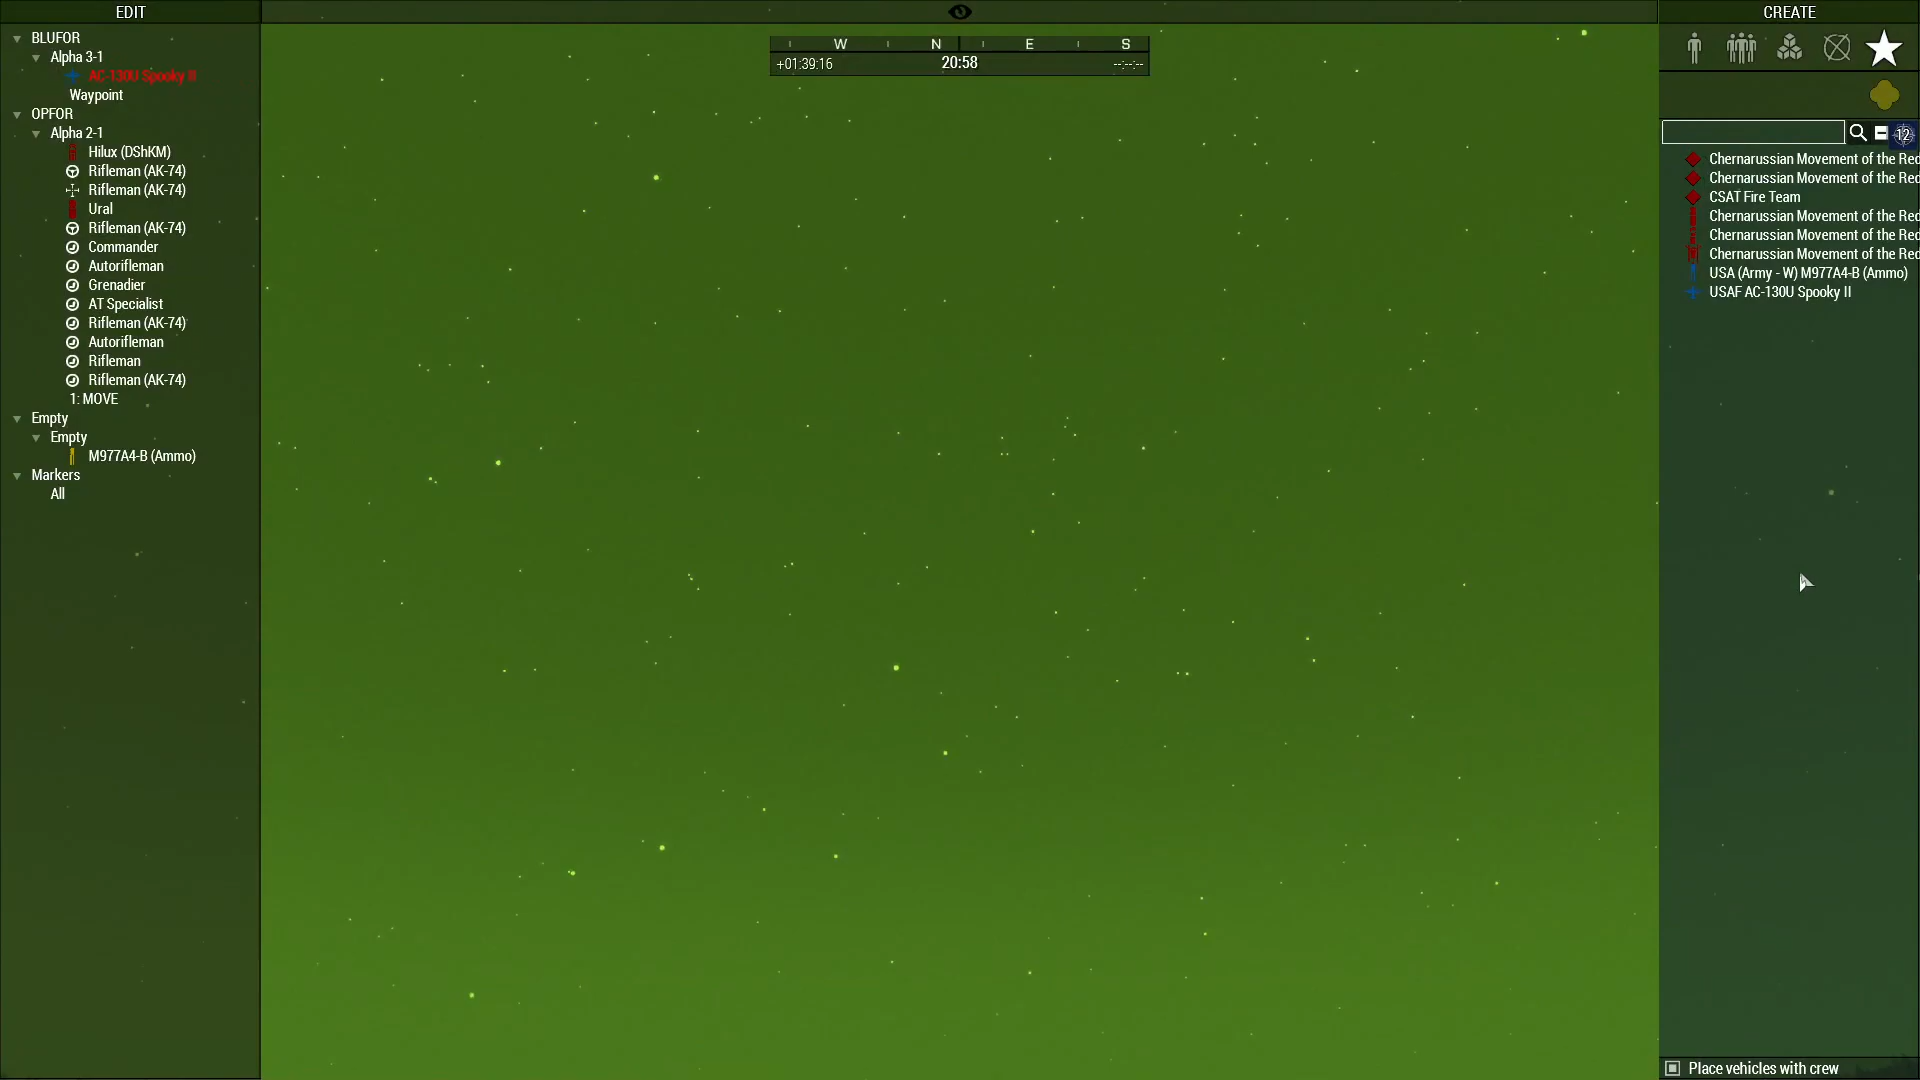 EDIT
BLUFOR
Alpha 3-1
AC-130U Spooky II
Waypoint
OPFOR
Alpha 2-1
Hilux (DShKM)
Rifleman (AK-74)
Rifleman (AK-74)
Ural
Rifleman (AK-74)
Commander
Autorifleman
Grenadier
AT Specialist
Rifleman (AK-74)
Autorifleman
Rifleman
Rifleman (AK-74)
1: MOVE
Empty
Empty
M977A4-B (Ammo)
Markers
All
W N E S
+01:39:16 20:58 --:--:--
CREATE
12
Chernarussian Movement of the Red
Chernarussian Movement of the Red
CSAT Fire Team
Chernarussian Movement of the Red
Chernarussian Movement of the Red
Chernarussian Movement of the Red
USA (Army - W) M977A4-B (Ammo)
USAF AC-130U Spooky II
Place vehicles with crew